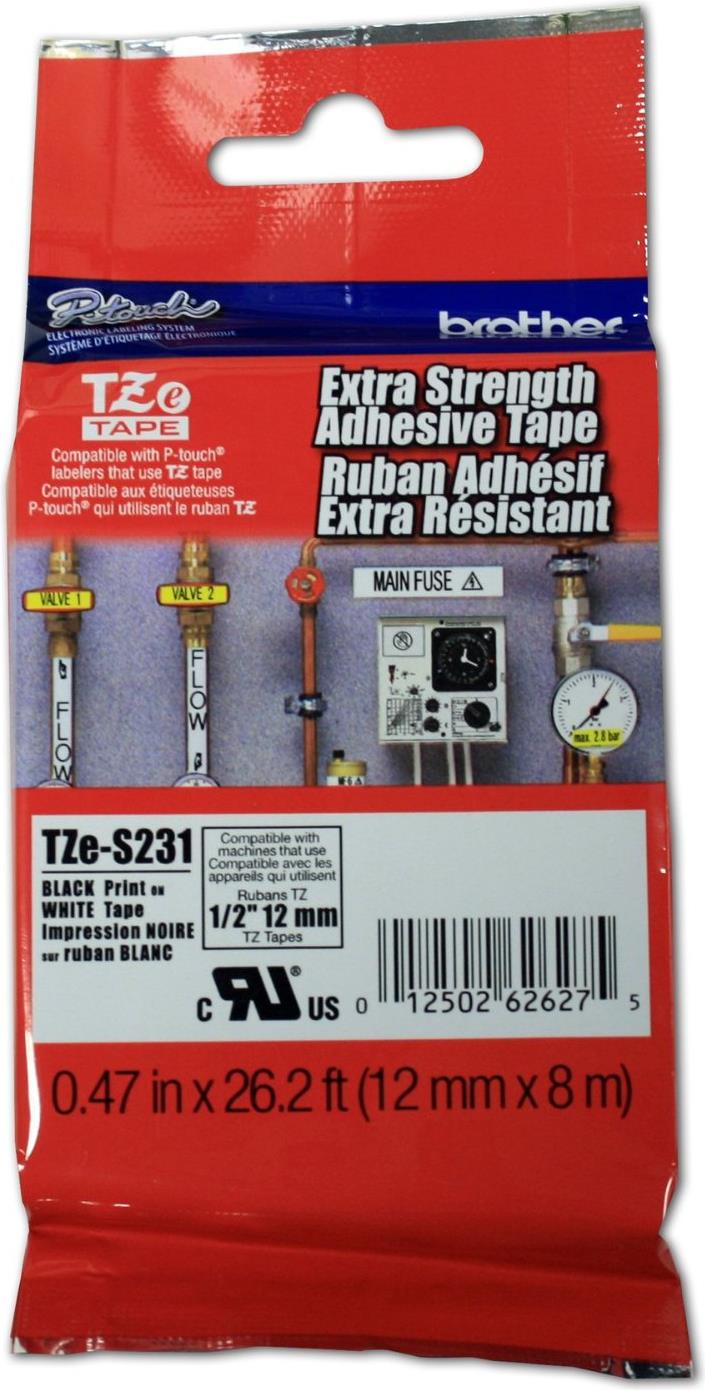 P-touch
ELECTRONIC LABELING SYSTEM
SYSTÈME D'ÉTIQUETAGE ÉLECTRONIQUE
brother
TZe
TAPE
Compatible with P-touch®
labelers that use TZ tape
Compatible aux étiqueteuses
P-touch® qui utilisent le ruban TZ
Extra Strength
Adhesive Tape
Ruban Adhésif
Extra Résistant
VALVE 1
VALVE 2
MAIN FUSE
FLOW
FLOW
max. 2.8 bar
TZe-S231
BLACK Print ON
WHITE Tape
Impression NOIRE
sur ruban BLANC
Compatible with
machines that use
Compatible avec les
appareils qui utilisent
Rubans TZ
1/2" 12 mm
TZ Tapes
C RU® US
0 12502 62627 5
0.47 in x 26.2 ft (12 mm x 8 m)